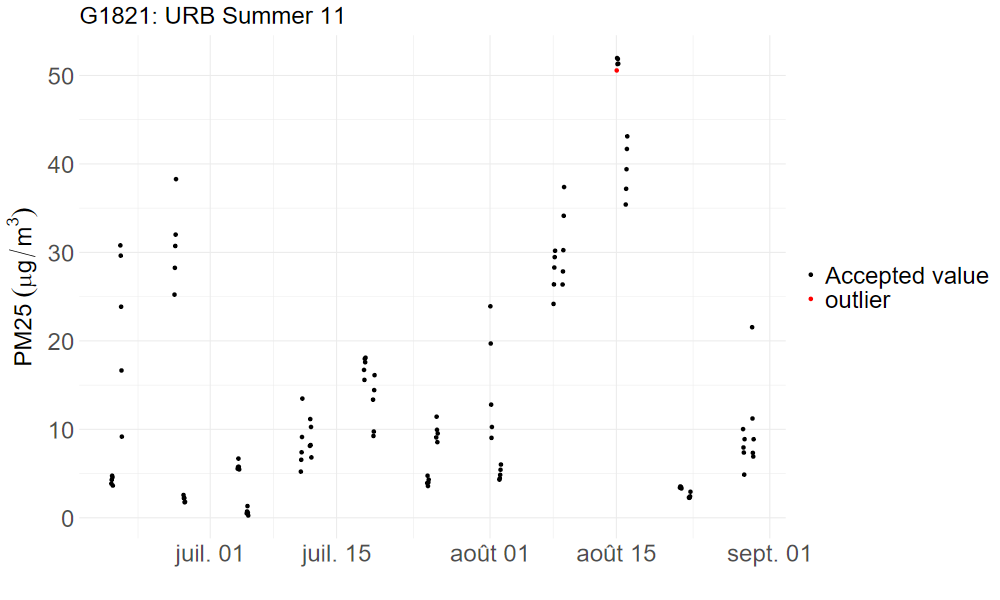 G1821: URB Summer 11
50
40
30
20
10
0
PM25 (µg/m³)
juil. 01
juil. 15
août 01
août 15
sept. 01
Accepted value
outlier